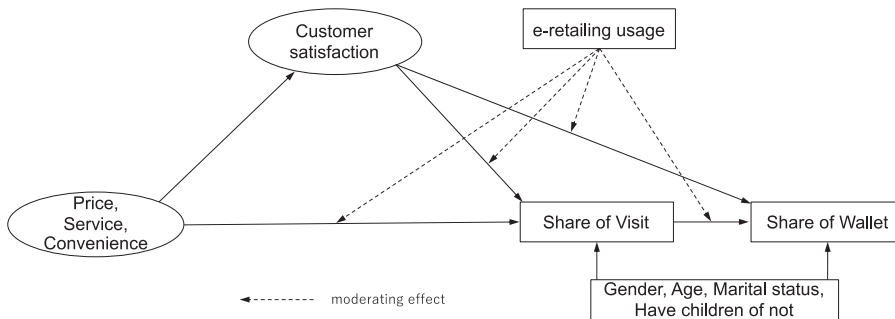 Customer
satisfaction
e-retailing usage
Price,
Service,
Convenience
Share of Visit
Share of Wallet
Gender, Age, Marital status,
Have children of not
moderating effect